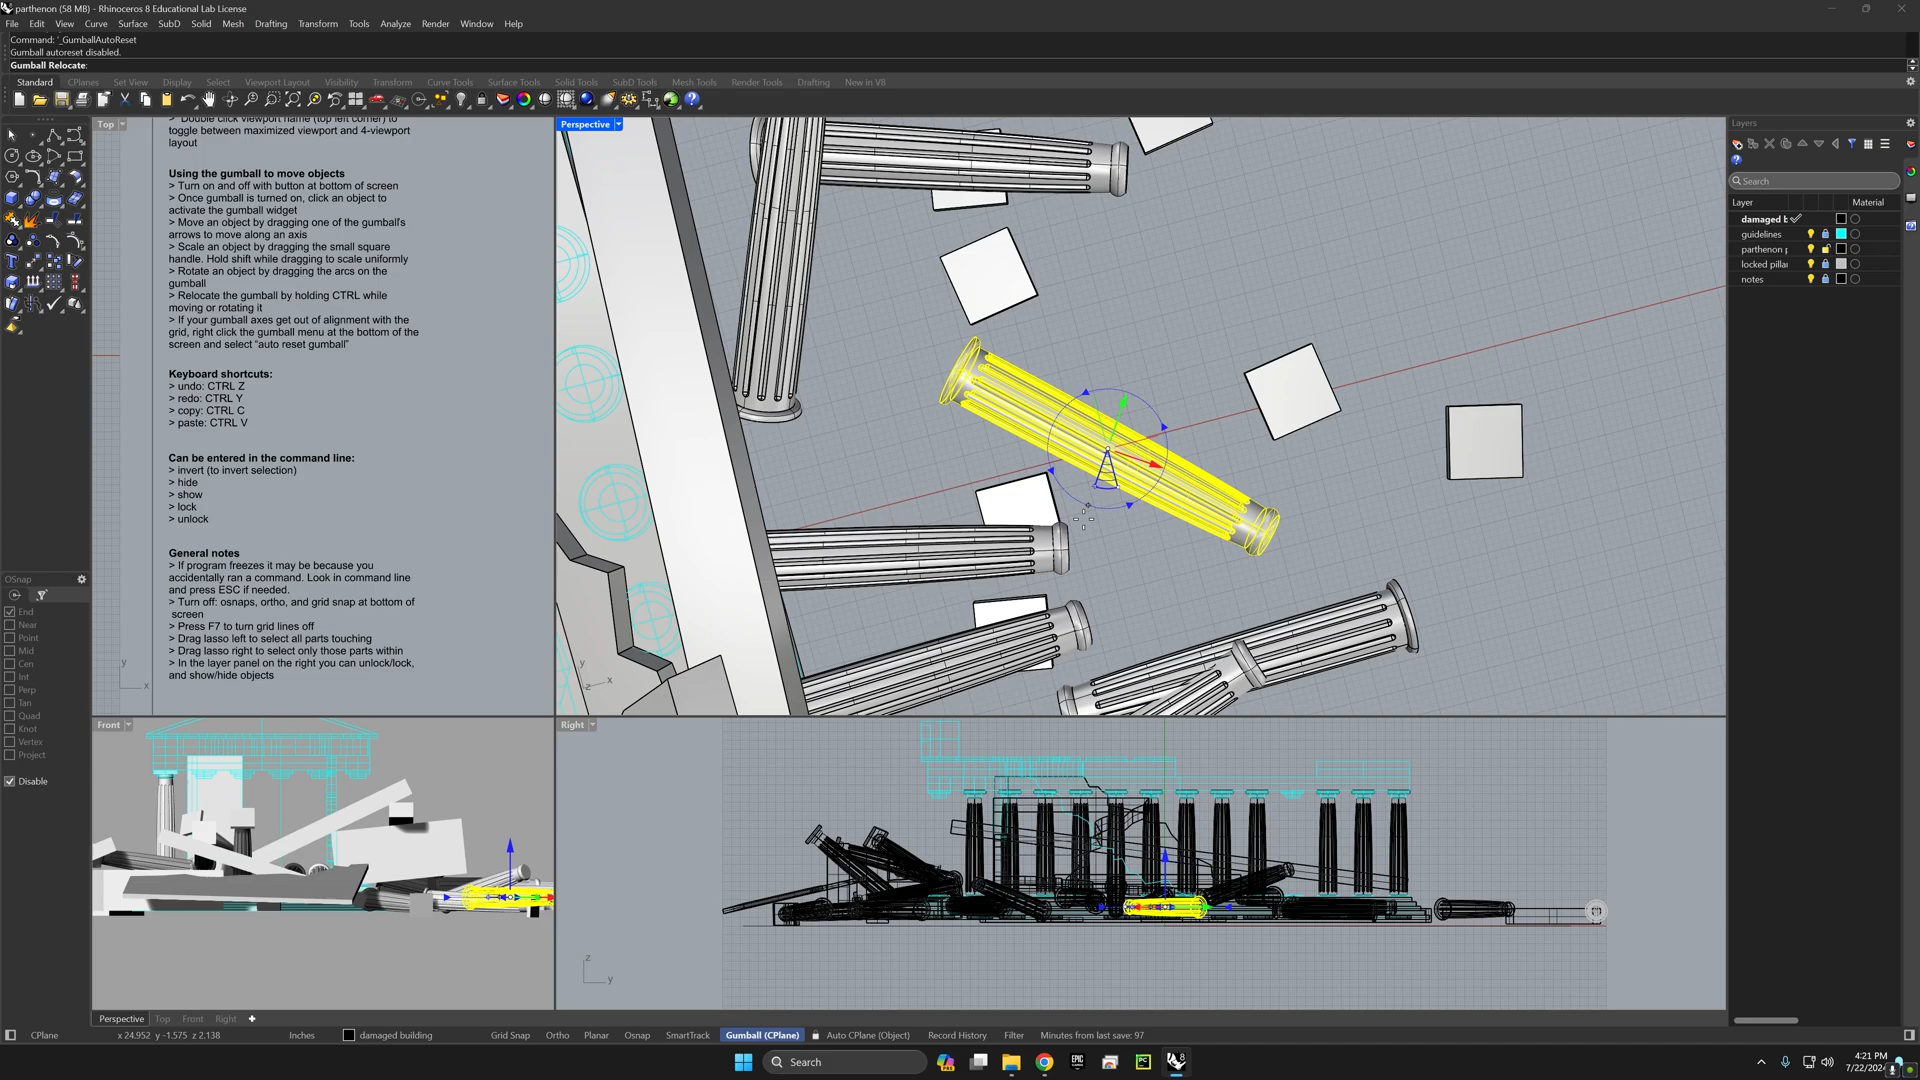 parthenon (58 MB) - Rhinoceros 8 Educational Lab License
File Edit View Curve Surface SubD Solid Mesh Drafting Transform Tools Analyze Render Window Help
Command: '_GumballAutoReset
Gumball autoreset disabled.
Gumball Relocate:
Standard CPlanes Set View Display Select Viewport Layout Visibility Transform Curve Tools Surface Tools Solid Tools SubD Tools Mesh Tools Render Tools Drafting New in V8
Top
> Double click viewport name (top left corner) to
toggle between maximized viewport and 4-viewport
layout
Using the gumball to move objects
> Turn on and off with button at bottom of screen
> Once gumball is turned on, click an object to
activate the gumball widget
> Move an object by dragging one of the gumball's
arrows to move along an axis
> Scale an object by dragging the small square
handle. Hold shift while dragging to scale uniformly
> Rotate an object by dragging the arcs on the
gumball
> Relocate the gumball by holding CTRL while
moving or rotating it
> If your gumball axes get out of alignment with the
grid, right click the gumball menu at the bottom of the
screen and select "auto reset gumball"
Keyboard shortcuts:
> undo: CTRL Z
> redo: CTRL Y
> copy: CTRL C
> paste: CTRL V
Can be entered in the command line:
> invert (to invert selection)
> hide
> show
> lock
> unlock
General notes
> If program freezes it may be because you
accidentally ran a command. Look in command line
and press ESC if needed.
> Turn off: osnaps, ortho, and grid snap at bottom of
screen
> Press F7 to turn grid lines off
> Drag lasso left to select all parts touching
> Drag lasso right to select only those parts within
> In the layer panel on the right you can unlock/lock,
and show/hide objects
y
x
Perspective
y
z
x
Layers
Search
Layer Material
damaged b
guidelines
parthenon p
locked pillar
notes
OSnap
End
Near
Point
Mid
Cen
Int
Perp
Tan
Quad
Knot
Vertex
Project
Disable
Front
Right
z
y
Perspective Top Front Right
CPlane x 24.952 y -1.575 z 2.138 Inches damaged building Grid Snap Ortho Planar Osnap SmartTrack Gumball (CPlane) Auto CPlane (Object) Record History Filter Minutes from last save: 97
Search
EPIC
PC
8
4:21 PM